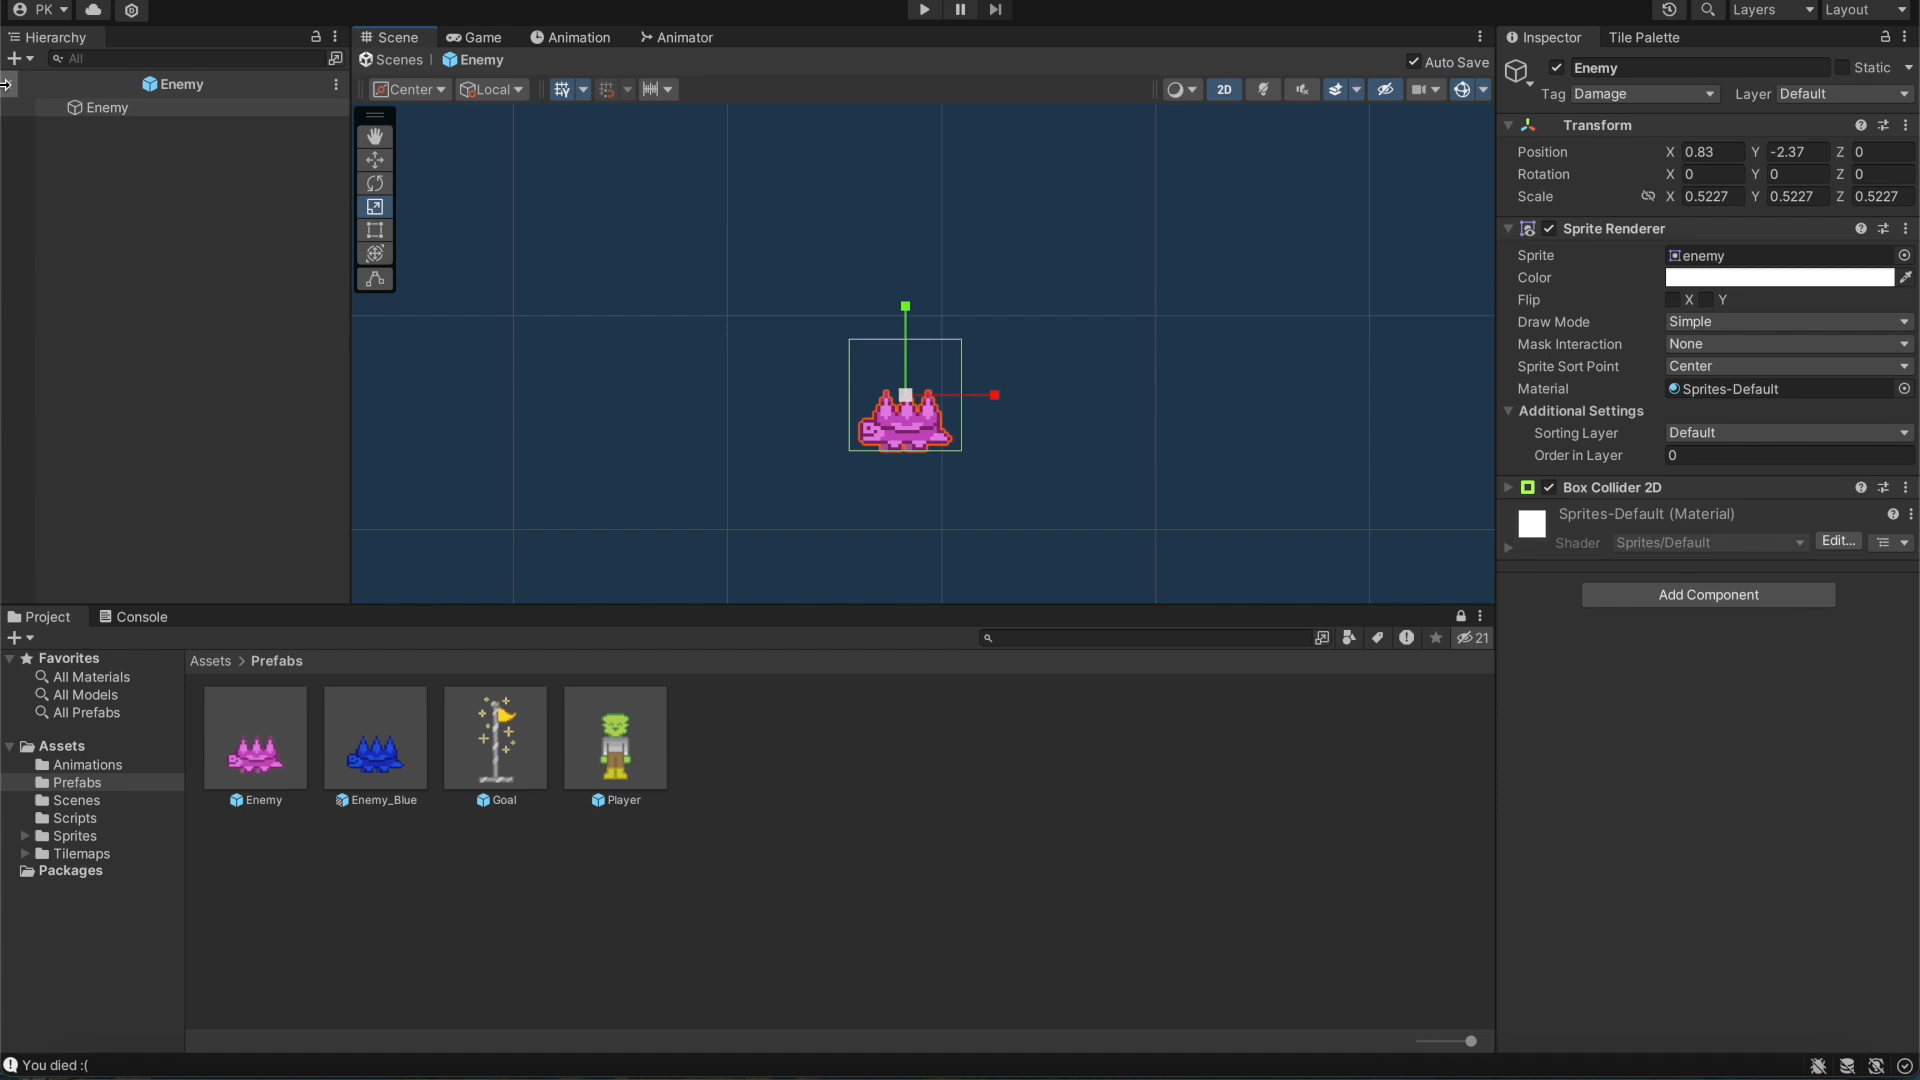 PK
Layers
Layout
Hierarchy
Scene
Game
Animation
Animator
Inspector
Tile Palette
All
Scenes
Enemy
Auto Save
Enemy
Enemy
Center
Local
2D
Enemy
Static
Tag
Damage
Layer
Default
Transform
Position X 0.83 Y -2.37 Z 0
Rotation X 0 Y 0 Z 0
Scale X 0.5227 Y 0.5227 Z 0.5227
Sprite Renderer
Sprite enemy
Color
Flip X Y
Draw Mode Simple
Mask Interaction None
Sprite Sort Point Center
Material Sprites-Default
Additional Settings
Sorting Layer Default
Order in Layer 0
Box Collider 2D
Sprites-Default (Material)
Shader Sprites/Default Edit...
Add Component
Project
Console
21
Favorites
All Materials
All Models
All Prefabs
Assets
Animations
Prefabs
Scenes
Scripts
Sprites
Tilemaps
Packages
Assets > Prefabs
Enemy
Enemy_Blue
Goal
Player
You died :(